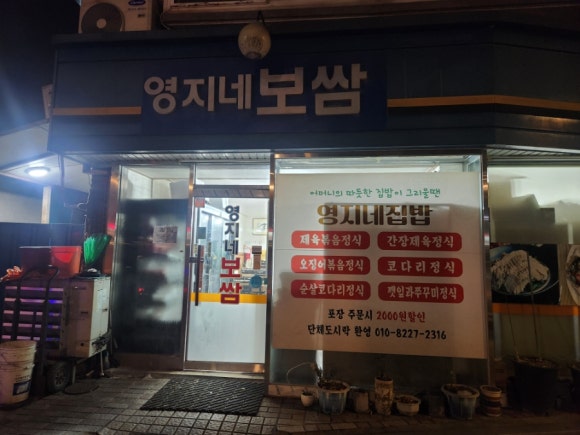 영지네보쌈
어머니의 따뜻한 집밥이 그리울땐
영지네집밥
제육볶음정식 간장제육정식
오징어볶음정식 코다리정식
순살코다리정식 깻잎과쭈꾸미정식
포장 주문시 2000원할인
단체도시락 환영 010-8227-2316
영지네보쌈